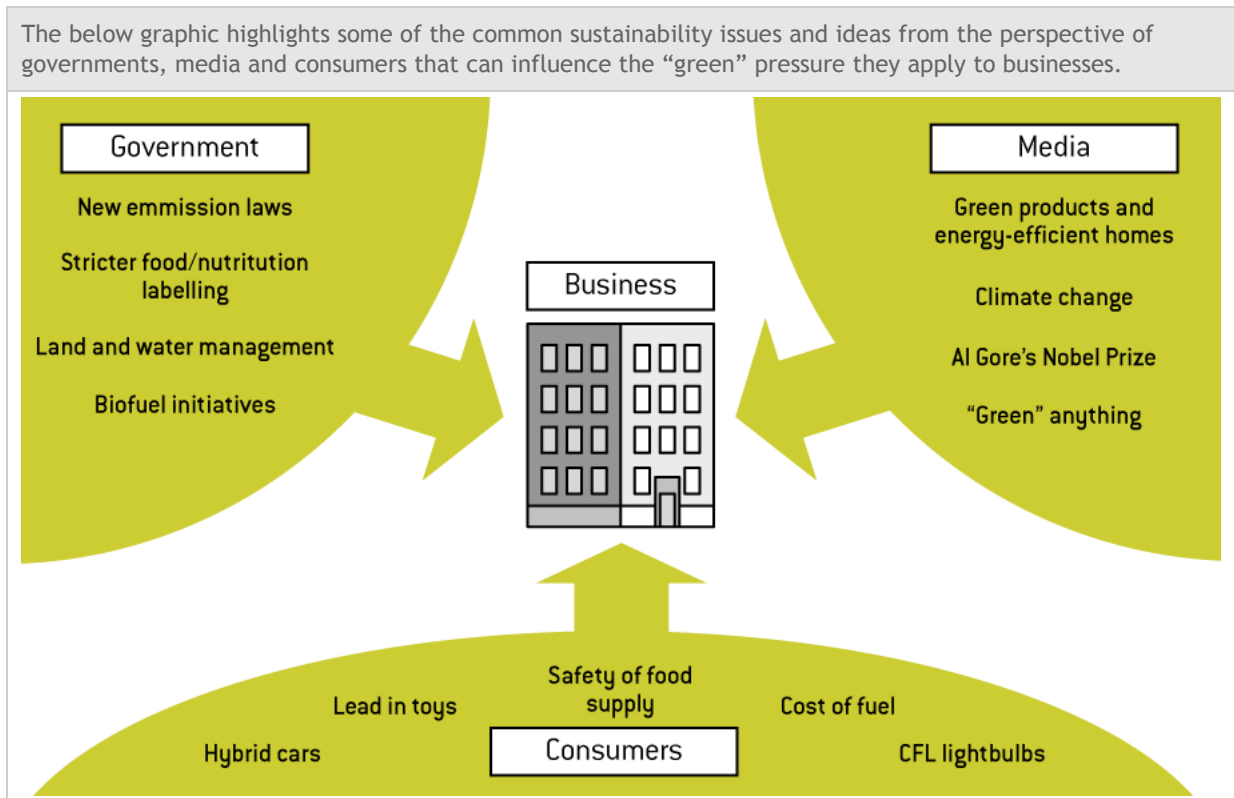 The below graphic highlights some of the common sustainability issues and ideas from the perspective of
governments, media and consumers that can influence the “green” pressure they apply to businesses.
Government
New emmission laws
Stricter food/nutritution
labelling
Land and water management
Biofuel initiatives
Business
Media
Green products and
energy-efficient homes
Climate change
Al Gore’s Nobel Prize
“Green” anything
Safety of food
supply
Lead in toys
Cost of fuel
Hybrid cars
Consumers
CFL lightbulbs